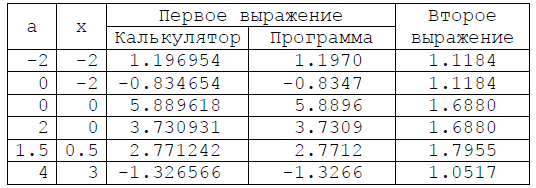 a x Первое выражение Второе выражение
Калькулятор Программа
-2 -2 1.196954 1.1970 1.1184
0 -2 -0.834654 -0.8347 1.1184
0 0 5.889618 5.8896 1.6880
2 0 3.730931 3.7309 1.6880
1.5 0.5 2.771242 2.7712 1.7955
4 3 -1.326566 -1.3266 1.0517